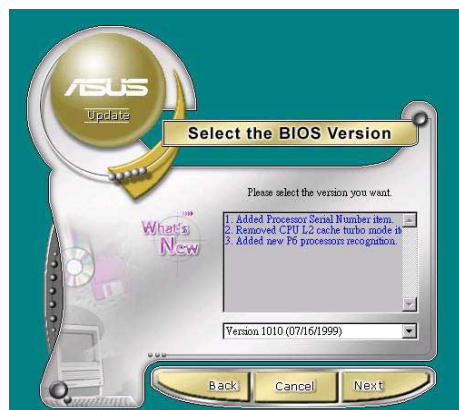 ASUS
Update
Select the BIOS Version
Please select the version you want.
What's
New
1. Added Processor Serial Number item.
2. Removed CPU L2 cache turbo mode it
3. Added new P6 processors recognition.
Version 1010 (07/16/1999)
Back
Cancel
Next